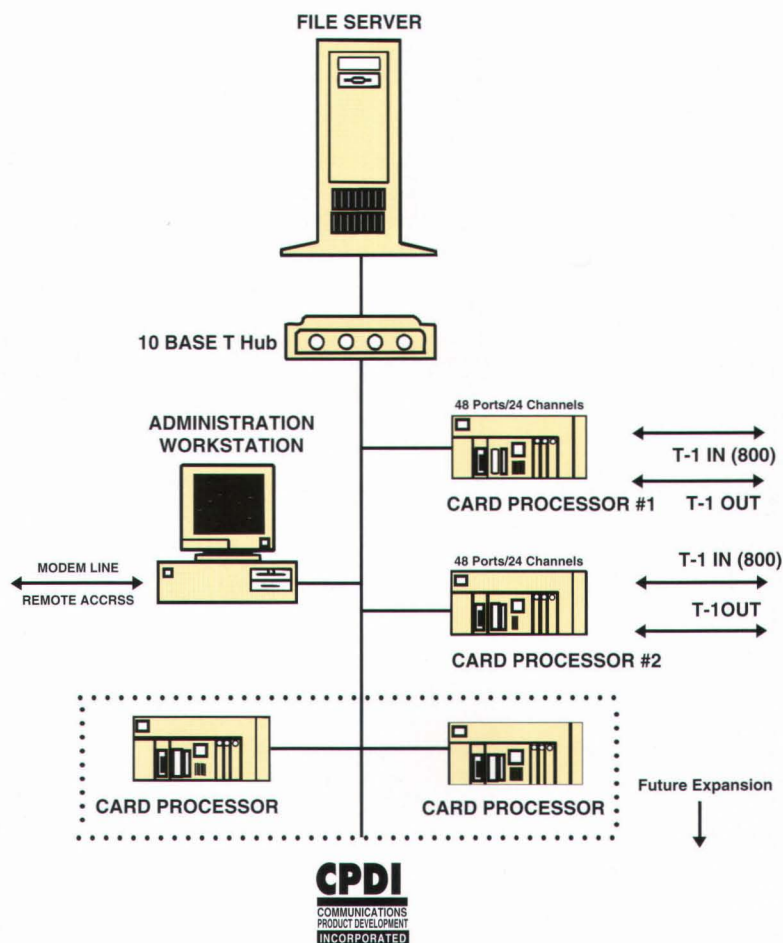 FILE SERVER
10 BASE T Hub
48 Ports/24 Channels
T-1 IN (800)
CARD PROCESSOR #1
T-1 OUT
ADMINISTRATION
WORKSTATION
MODEM LINE
REMOTE ACCRSS
48 Ports/24 Channels
T-1 IN (800)
T-1OUT
CARD PROCESSOR #2
CARD PROCESSOR
CARD PROCESSOR
Future Expansion
CPDI
COMMUNICATIONS
PRODUCT DEVELOPMENT
INCORPORATED